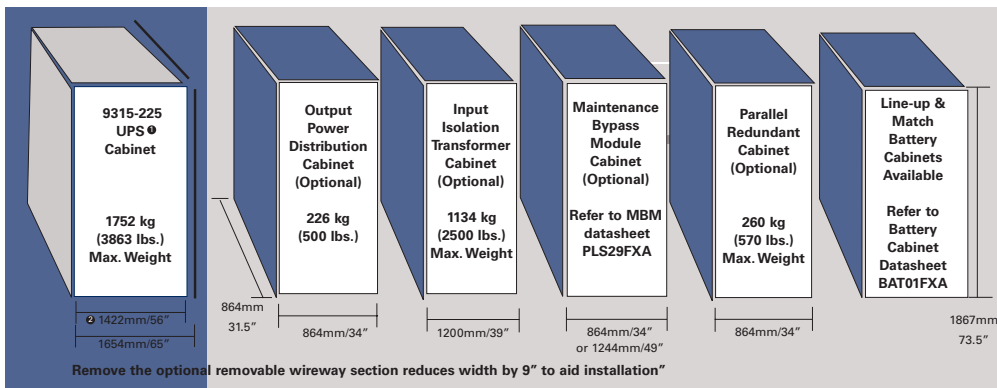 9315-225
UPS ❶
Cabinet
1752 kg
(3863 lbs.)
Max. Weight
❷ 1422mm/56"
1654mm/65"
Output
Power
Distribution
Cabinet
(Optional)
226 kg
(500 lbs.)
864mm
31.5"
864mm/34"
Input
Isolation
Transformer
Cabinet
(Optional)
1134 kg
(2500 lbs.)
Max. Weight
1200mm/39"
Maintenance
Bypass
Module
Cabinet
(Optional)
Refer to MBM
datasheet
PLS29FXA
864mm/34"
or 1244mm/49"
Parallel
Redundant
Cabinet
(Optional)
260 kg
(570 lbs.)
Max. Weight
864mm/34"
Line-up &
Match
Battery
Cabinets
Available
Refer to
Battery
Cabinet
Datasheet
BAT01FXA
1867mm
73.5"
Remove the optional removable wireway section reduces width by 9" to aid installation"